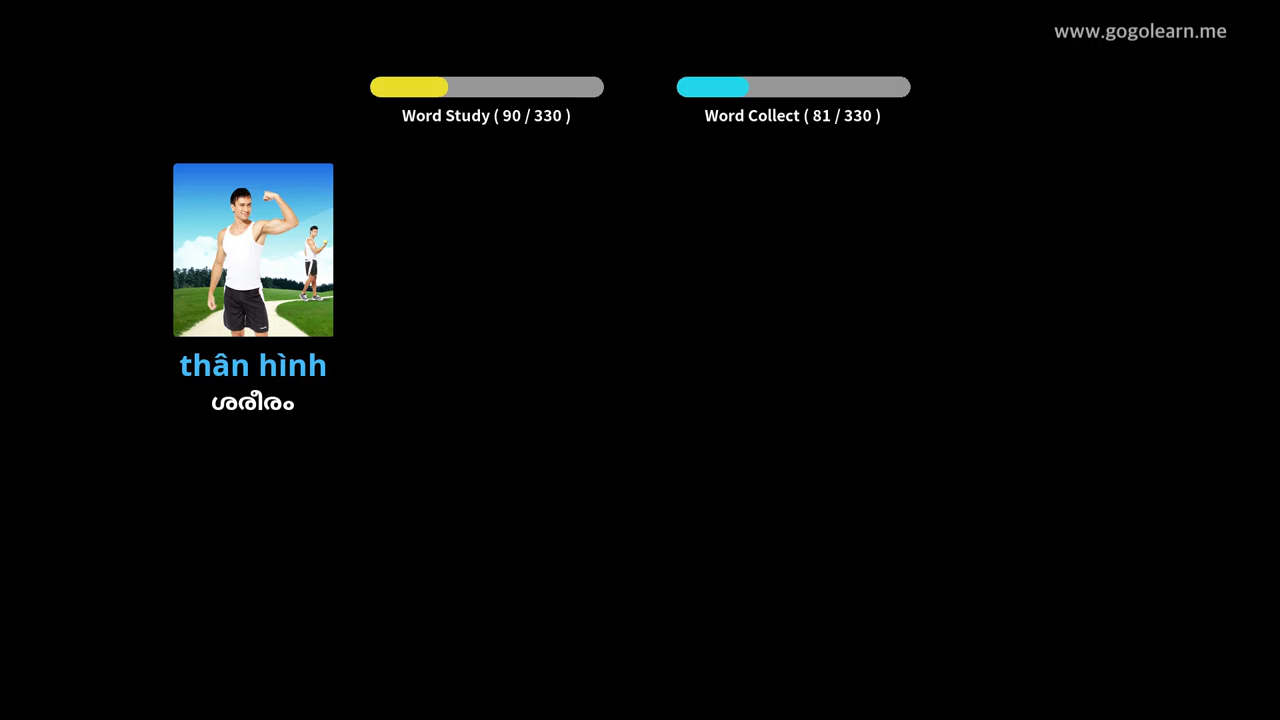 www.gogolearn.me
Word Study ( 90 / 330 )
Word Collect ( 81 / 330 )
thân hình
ശരീരം